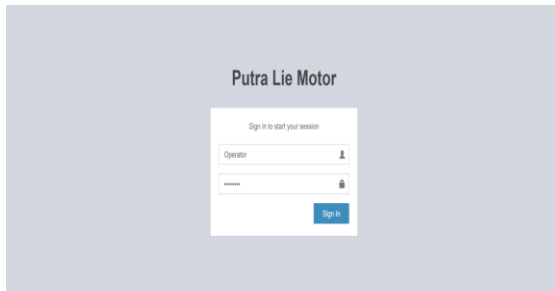 Putra Lie Motor
Sign in to start your session
Operator
••••••••
Sign In